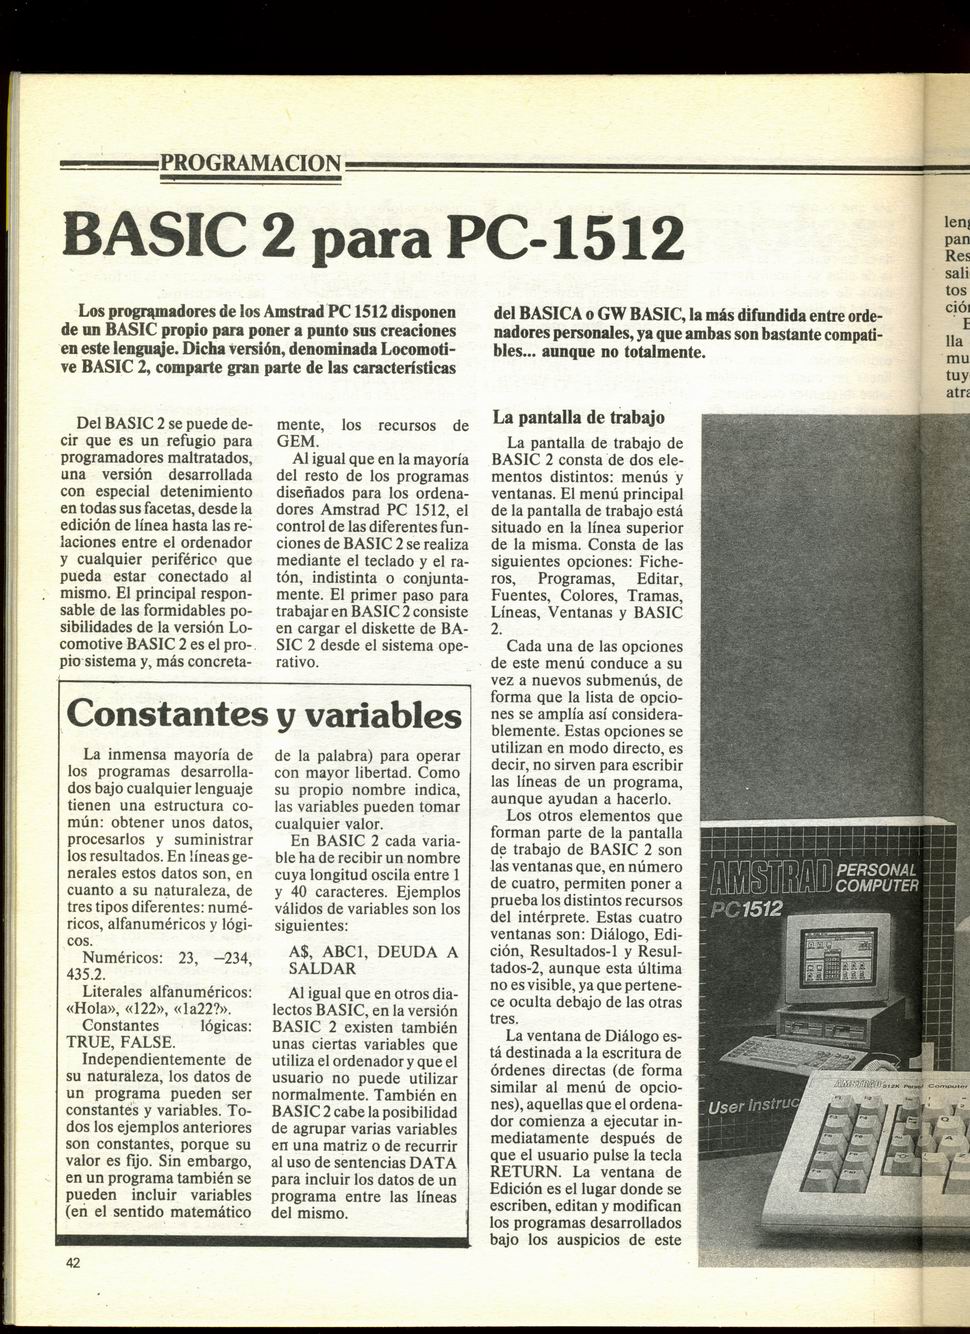 PROGRAMACION
BASIC 2 para PC-1512
Los programadores de los Amstrad PC 1512 disponen
de un BASIC propio para poner a punto sus creaciones
en este lenguaje. Dicha versión, denominada Locomoti-
ve BASIC 2, comparte gran parte de las características
del BASICA o GW BASIC, la más difundida entre orde-
nadores personales, ya que ambas son bastante compati-
bles... aunque no totalmente.
Del BASIC 2 se puede de-
cir que es un refugio para
programadores maltratados,
una versión desarrollada
con especial detenimiento
en todas sus facetas, desde la
edición de línea hasta las re-
laciones entre el ordenador
y cualquier periférico que
pueda estar conectado al
mismo. El principal respon-
sable de las formidables po-
sibilidades de la versión Lo-
comotive BASIC 2 es el pro-
pio sistema y, más concreta-
mente, los recursos de
GEM.
Al igual que en la mayoría
del resto de los programas
diseñados para los ordena-
dores Amstrad PC 1512, el
control de las diferentes fun-
ciones de BASIC 2 se realiza
mediante el teclado y el ra-
tón, indistinta o conjunta-
mente. El primer paso para
trabajar en BASIC 2 consiste
en cargar el diskette de BA-
SIC 2 desde el sistema ope-
rativo.
Constantes y variables
La inmensa mayoría de
los programas desarrolla-
dos bajo cualquier lenguaje
tienen una estructura co-
mún: obtener unos datos,
procesarlos y suministrar
los resultados. En líneas ge-
nerales estos datos son, en
cuanto a su naturaleza, de
tres tipos diferentes: numé-
ricos, alfanuméricos y lógi-
cos.
Numéricos: 23, –234,
435.2.
Literales alfanuméricos:
«Hola», «122», «1a22?».
Constantes lógicas:
TRUE, FALSE.
Independientemente de
su naturaleza, los datos de
un programa pueden ser
constantes y variables. To-
dos los ejemplos anteriores
son constantes, porque su
valor es fijo. Sin embargo,
en un programa también se
pueden incluir variables
(en el sentido matemático
de la palabra) para operar
con mayor libertad. Como
su propio nombre indica,
las variables pueden tomar
cualquier valor.
En BASIC 2 cada varia-
ble ha de recibir un nombre
cuya longitud oscila entre 1
y 40 caracteres. Ejemplos
válidos de variables son los
siguientes:
A$, ABC1, DEUDA A
SALDAR
Al igual que en otros dia-
lectos BASIC, en la versión
BASIC 2 existen también
unas ciertas variables que
utiliza el ordenador y que el
usuario no puede utilizar
normalmente. También en
BASIC 2 cabe la posibilidad
de agrupar varias variables
en una matriz o de recurrir
al uso de sentencias DATA
para incluir los datos de un
programa entre las líneas
del mismo.
La pantalla de trabajo
La pantalla de trabajo de
BASIC 2 consta de dos ele-
mentos distintos: menús y
ventanas. El menú principal
de la pantalla de trabajo está
situado en la línea superior
de la misma. Consta de las
siguientes opciones: Fiche-
ros, Programas, Editar,
Fuentes, Colores, Tramas,
Líneas, Ventanas y BASIC
2.
Cada una de las opciones
de este menú conduce a su
vez a nuevos submenús, de
forma que la lista de opcio-
nes se amplía así considera-
blemente. Estas opciones se
utilizan en modo directo, es
decir, no sirven para escribir
las líneas de un programa,
aunque ayudan a hacerlo.
Los otros elementos que
forman parte de la pantalla
de trabajo de BASIC 2 son
las ventanas que, en número
de cuatro, permiten poner a
prueba los distintos recursos
del intérprete. Estas cuatro
ventanas son: Diálogo, Edi-
ción, Resultados-1 y Resul-
tados-2, aunque esta última
no es visible, ya que pertene-
ce oculta debajo de las otras
tres.
La ventana de Diálogo es-
tá destinada a la escritura de
órdenes directas (de forma
similar al menú de opcio-
nes), aquellas que el ordena-
dor comienza a ejecutar in-
mediatamente después de
que el usuario pulse la tecla
RETURN. La ventana de
Edición es el lugar donde se
escriben, editan y modifican
los programas desarrollados
bajo los auspicios de este
AMSTRAD PERSONAL
COMPUTER
PC1512
User Instruc
AMSTRAD 512K Personal Computer
leng
pan
Res
sali
tos
ción
E
lla
mu
tuy
atra
42